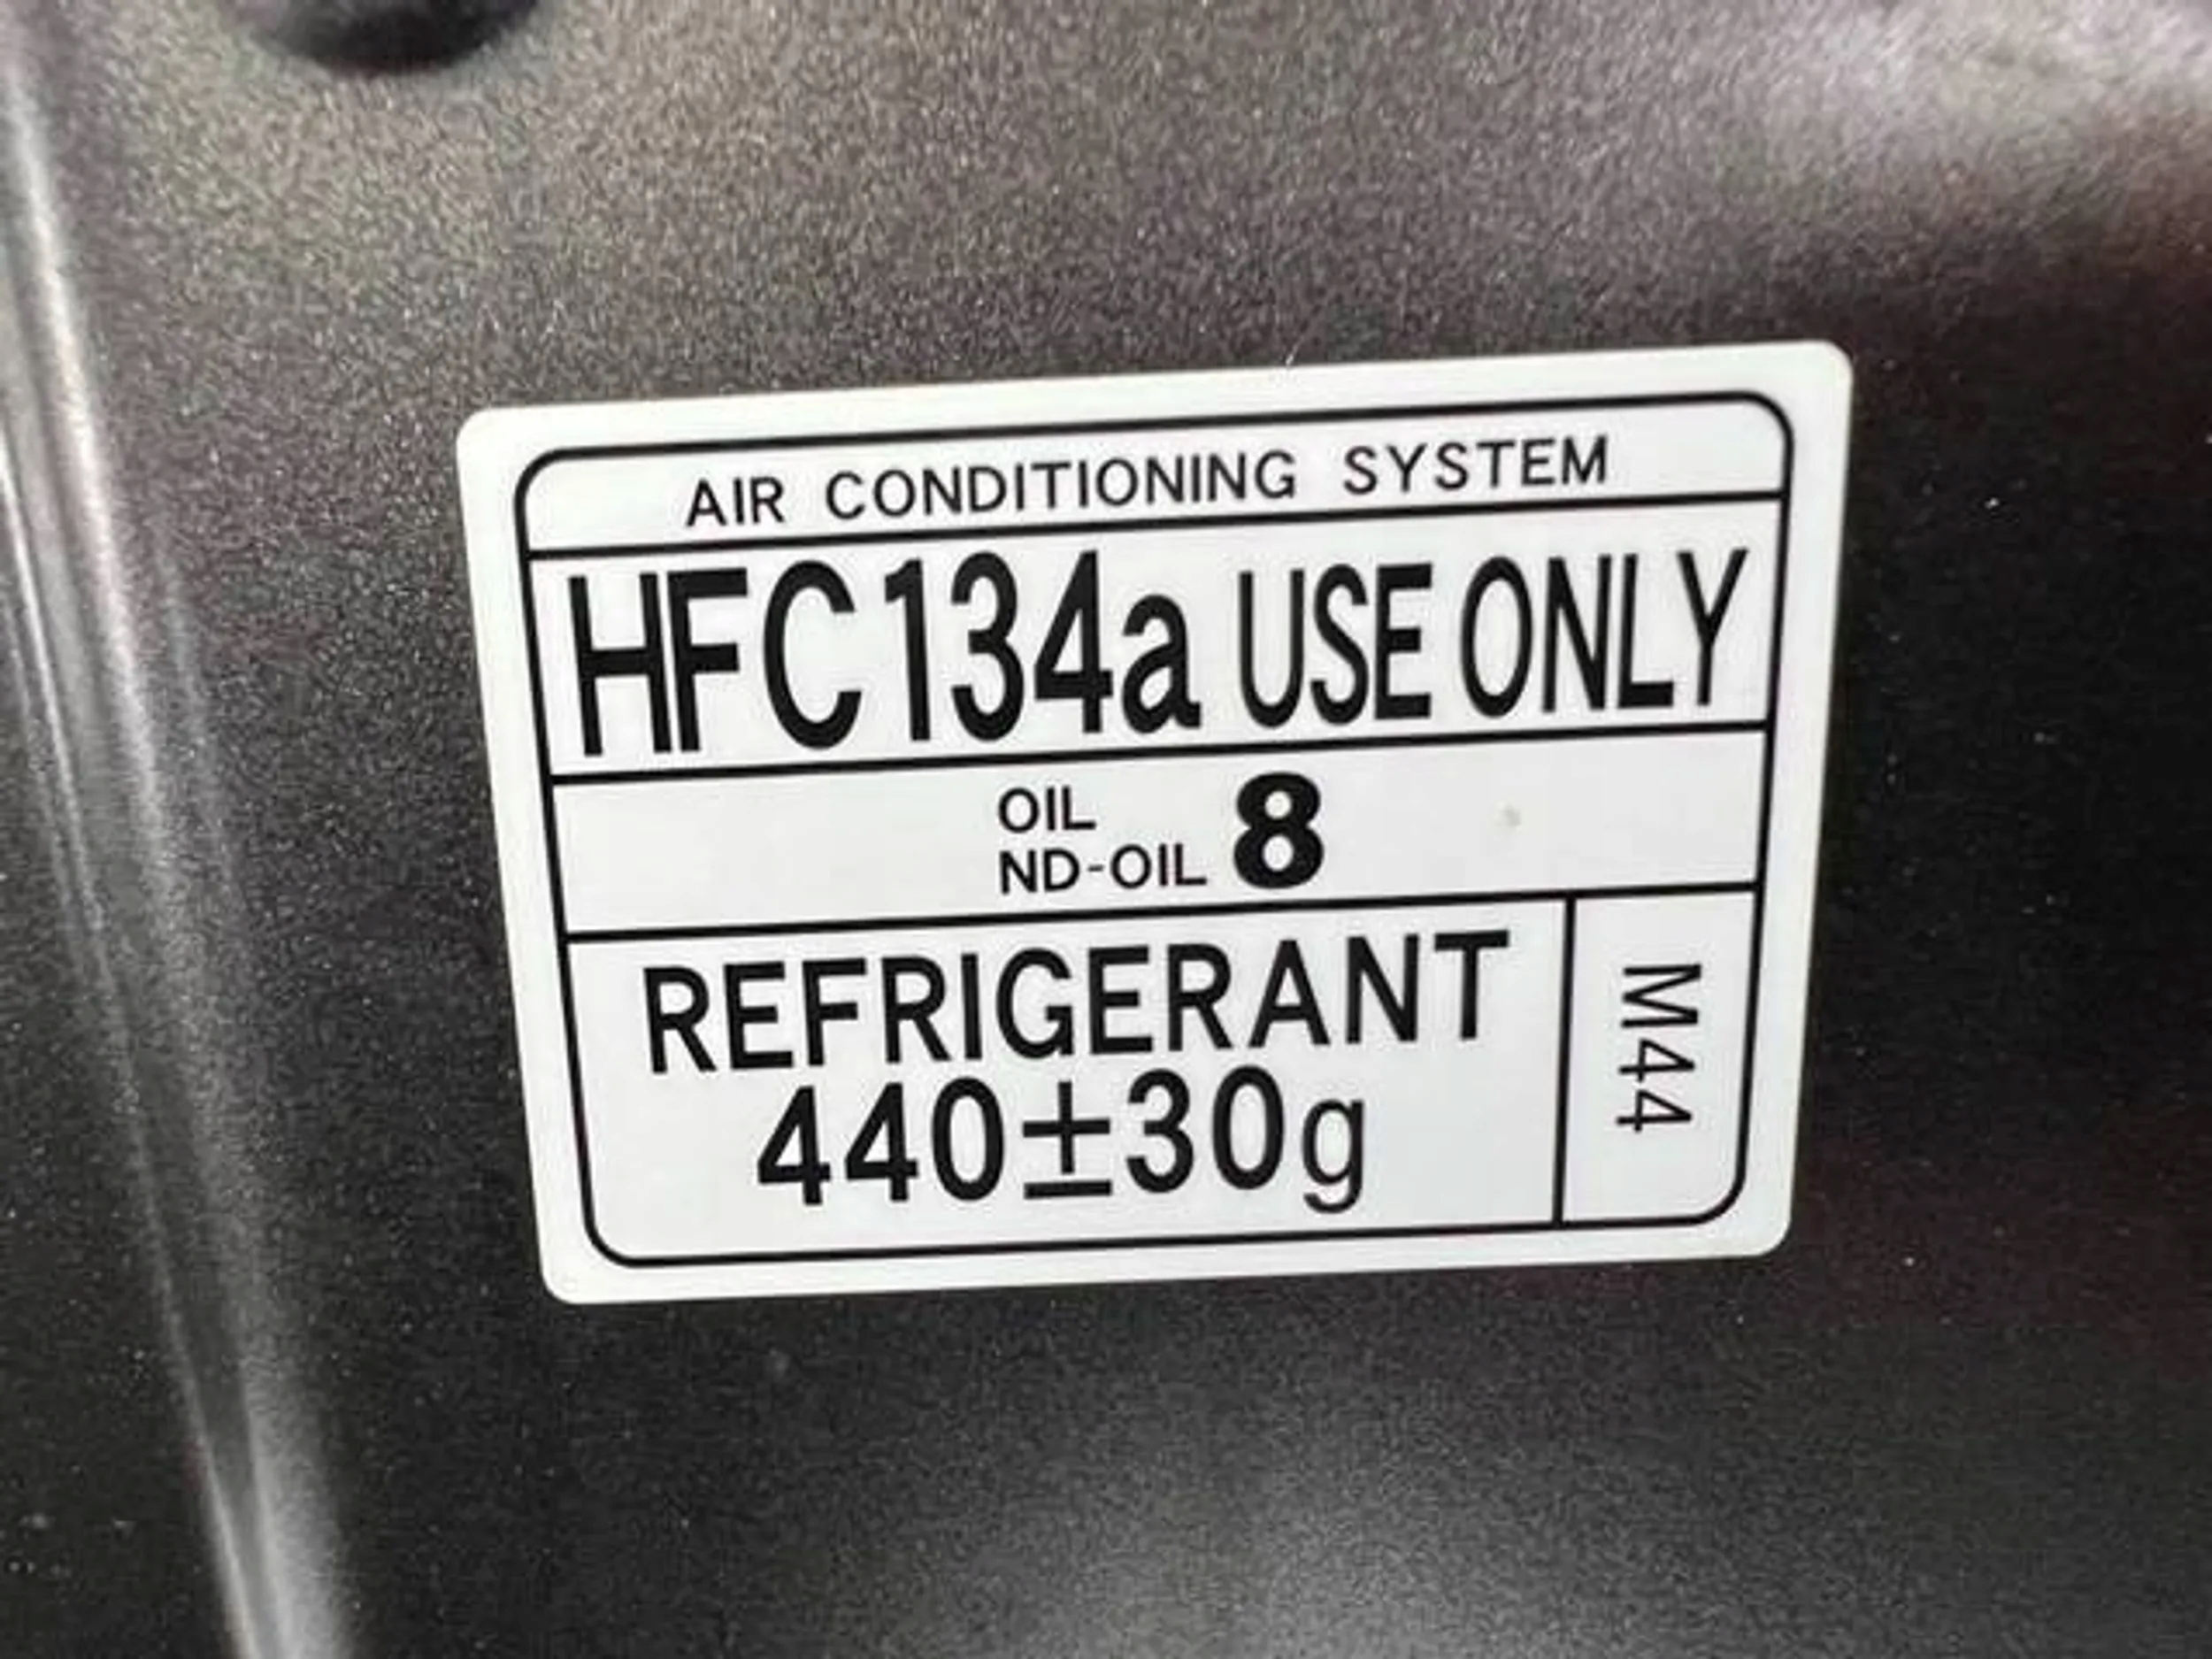 AIR CONDITIONING SYSTEM
HFC134a USE ONLY
OIL
ND-OIL 8
REFRIGERANT
440±30g
M44